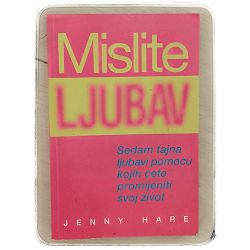 Mislite
LJUBAV
Sedam tajna
ljubavi pomoću
kojih ćete
promijeniti
svoj život
JENNY HARE